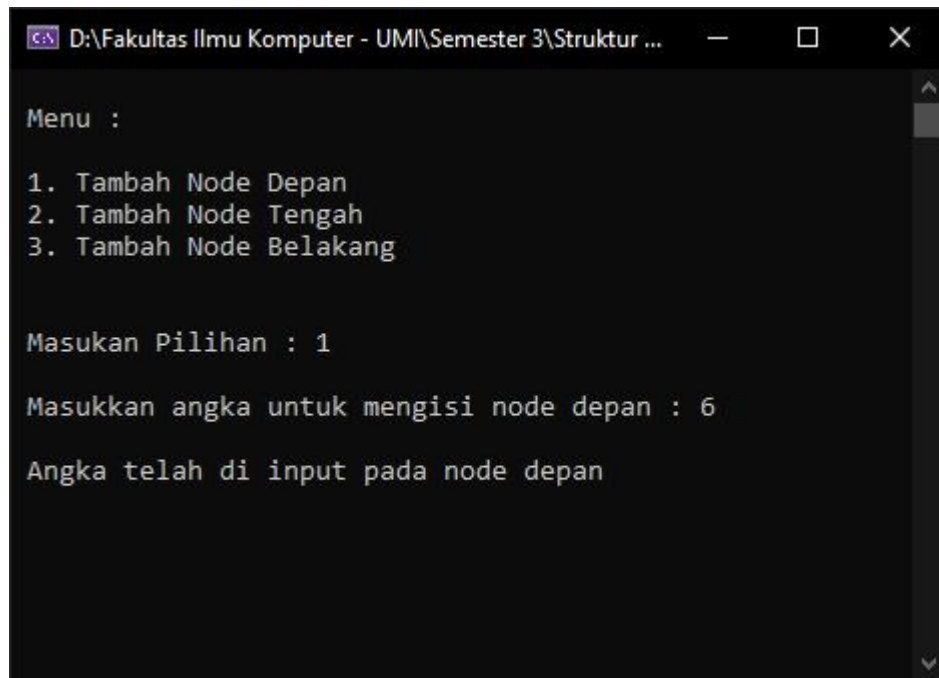 D:\Fakultas Ilmu Komputer - UMI\Semester 3\Struktur ...
Menu :
1. Tambah Node Depan
2. Tambah Node Tengah
3. Tambah Node Belakang
Masukan Pilihan : 1
Masukkan angka untuk mengisi node depan : 6
Angka telah di input pada node depan